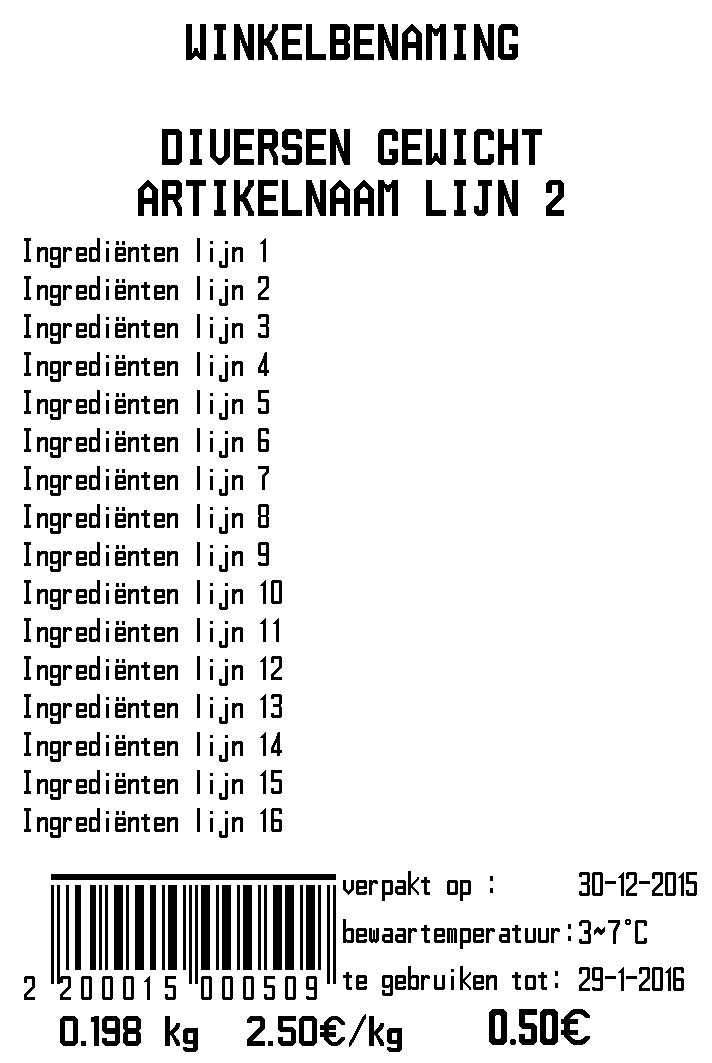 WINKELBENAMING
DIVERSEN GEWICHT
ARTIKELNAAM LIJN 2
Ingrediënten lijn 1
Ingrediënten lijn 2
Ingrediënten lijn 3
Ingrediënten lijn 4
Ingrediënten lijn 5
Ingrediënten lijn 6
Ingrediënten lijn 7
Ingrediënten lijn 8
Ingrediënten lijn 9
Ingrediënten lijn 10
Ingrediënten lijn 11
Ingrediënten lijn 12
Ingrediënten lijn 13
Ingrediënten lijn 14
Ingrediënten lijn 15
Ingrediënten lijn 16
verpakt op : 30-12-2015
bewaartemperatuur:3~7°C
te gebruiken tot: 29-1-2016
2 200015 000509
0.198 kg 2.50€/kg 0.50€